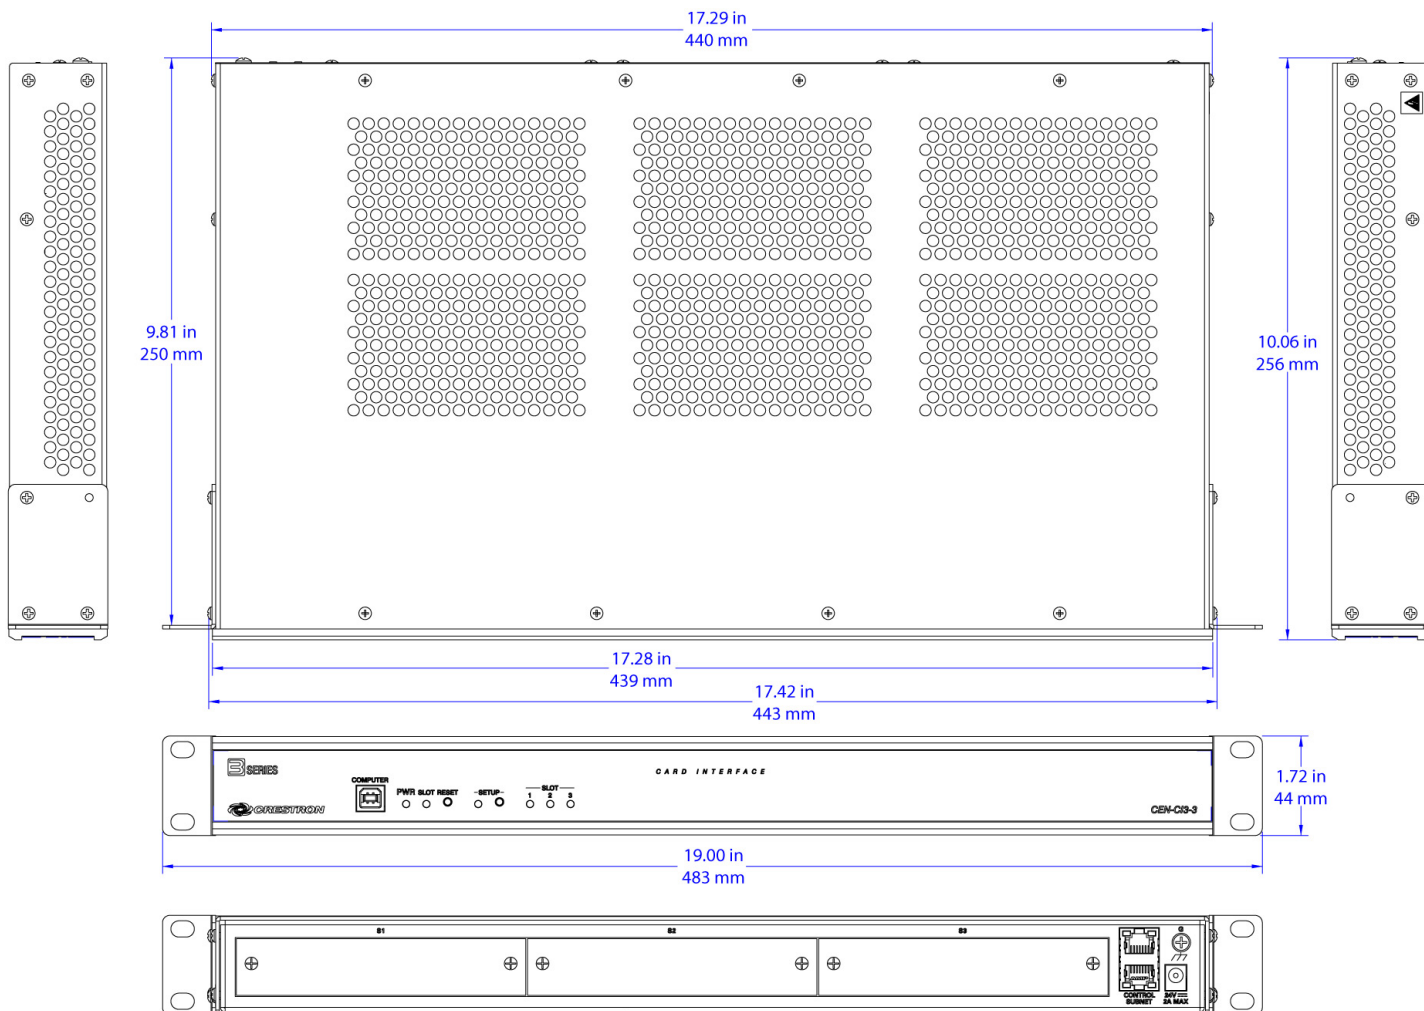 17.29 in
440 mm
9.81 in
250 mm
10.06 in
256 mm
17.28 in
439 mm
17.42 in
443 mm
3 SERIES
CARD INTERFACE
COMPUTER
PWR SLOT RESET
SETUP
SLOT
1 2 3
CRESTRON
CEN-CI3-3
1.72 in
44 mm
19.00 in
483 mm
S1
S2
S3
G
CONTROL
SUBNET
24V
2A MAX